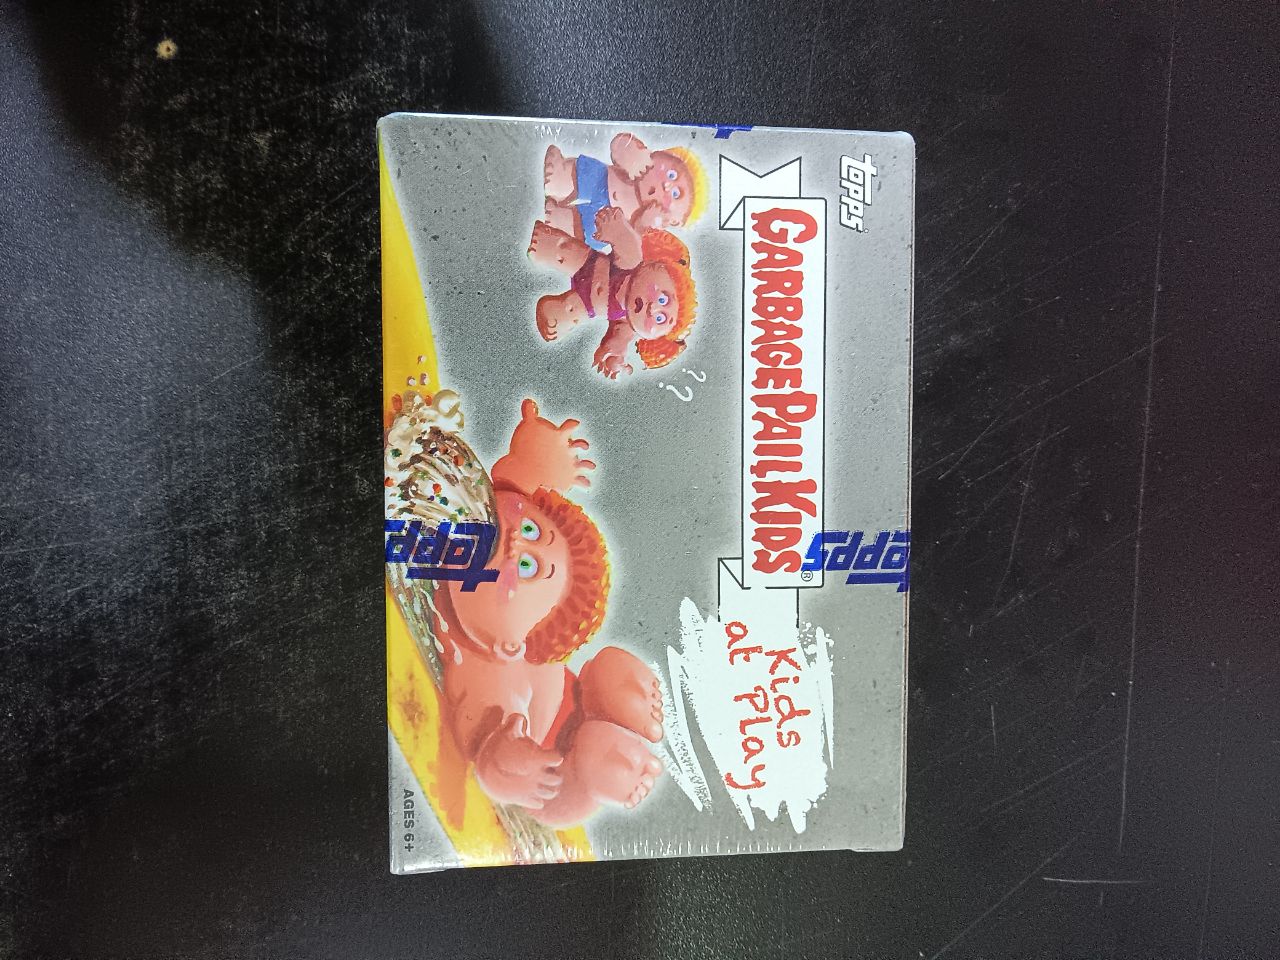 topps
GARBAGE PAIL KIDS®
Kids
at Play
??
topps
topps
AGES 6+